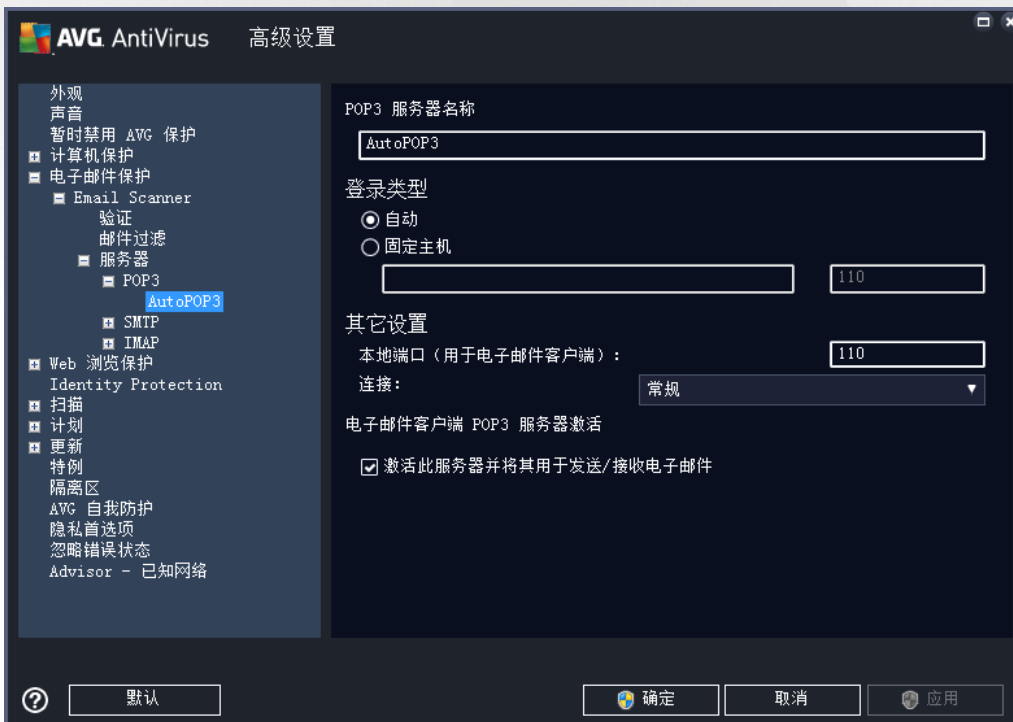 AVG AntiVirus 高级设置
外观
声音
暂时禁用 AVG 保护
计算机保护
电子邮件保护
Email Scanner
验证
邮件过滤
服务器
POP3
AutoPOP3
SMTP
IMAP
Web 浏览保护
Identity Protection
扫描
计划
更新
特例
隔离区
AVG 自我防护
隐私首选项
忽略错误状态
Advisor - 已知网络
POP3 服务器名称
AutoPOP3
登录类型
自动
固定主机
110
其它设置
本地端口（用于电子邮件客户端）: 110
连接: 常规
电子邮件客户端 POP3 服务器激活
激活此服务器并将其用于发送/接收电子邮件
默认 确定 取消 应用